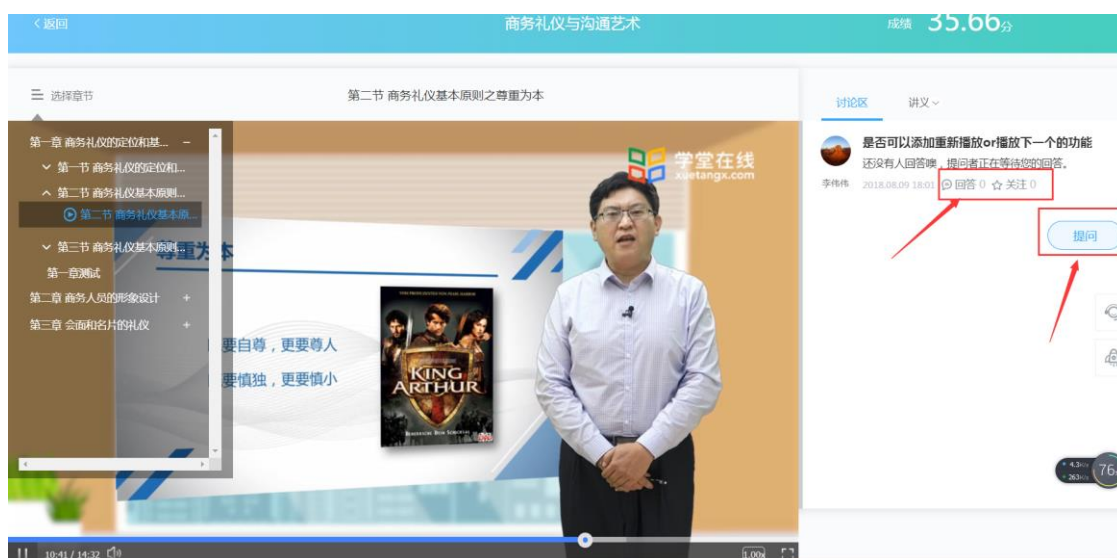 < 返回
商务礼仪与沟通艺术
成绩 35.66分
选择章节
第二节 商务礼仪基本原则之尊重为本
讨论区 讲义
第一章 商务礼仪的定位和基...
第一节 商务礼仪的定位和...
第二节 商务礼仪基本原则...
第二节 商务礼仪基本原...
第三节 商务礼仪基本原则...
第一章测试
第二章 商务人员的形象设计 +
第三章 会面和名片的礼仪 +
学堂在线
xuetangx.com
尊重为本
要自尊，更要尊人
要慎独，更要慎小
KING
ARTHUR
是否可以添加重新播放or播放下一个的功能
还没有人回答噢，提问者正在等待您的回答。
李伟伟 2018.08.09 18:01 回答 0 关注 0
提问
76
10:41 / 14:32
1.00x